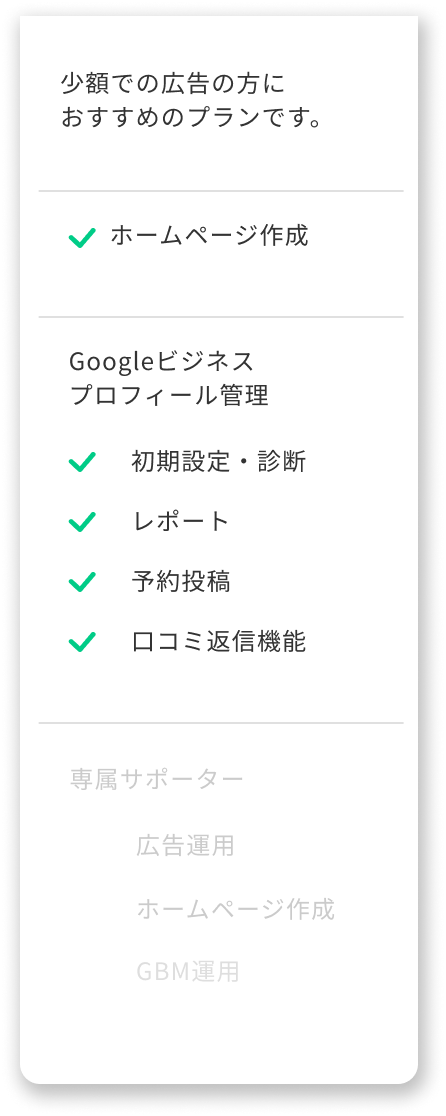 少額での広告の方に
おすすめのプランです。
ホームページ作成
Googleビジネス
プロフィール管理
初期設定・診断
レポート
予約投稿
口コミ返信機能
専属サポーター
広告運用
ホームページ作成
GBM運用